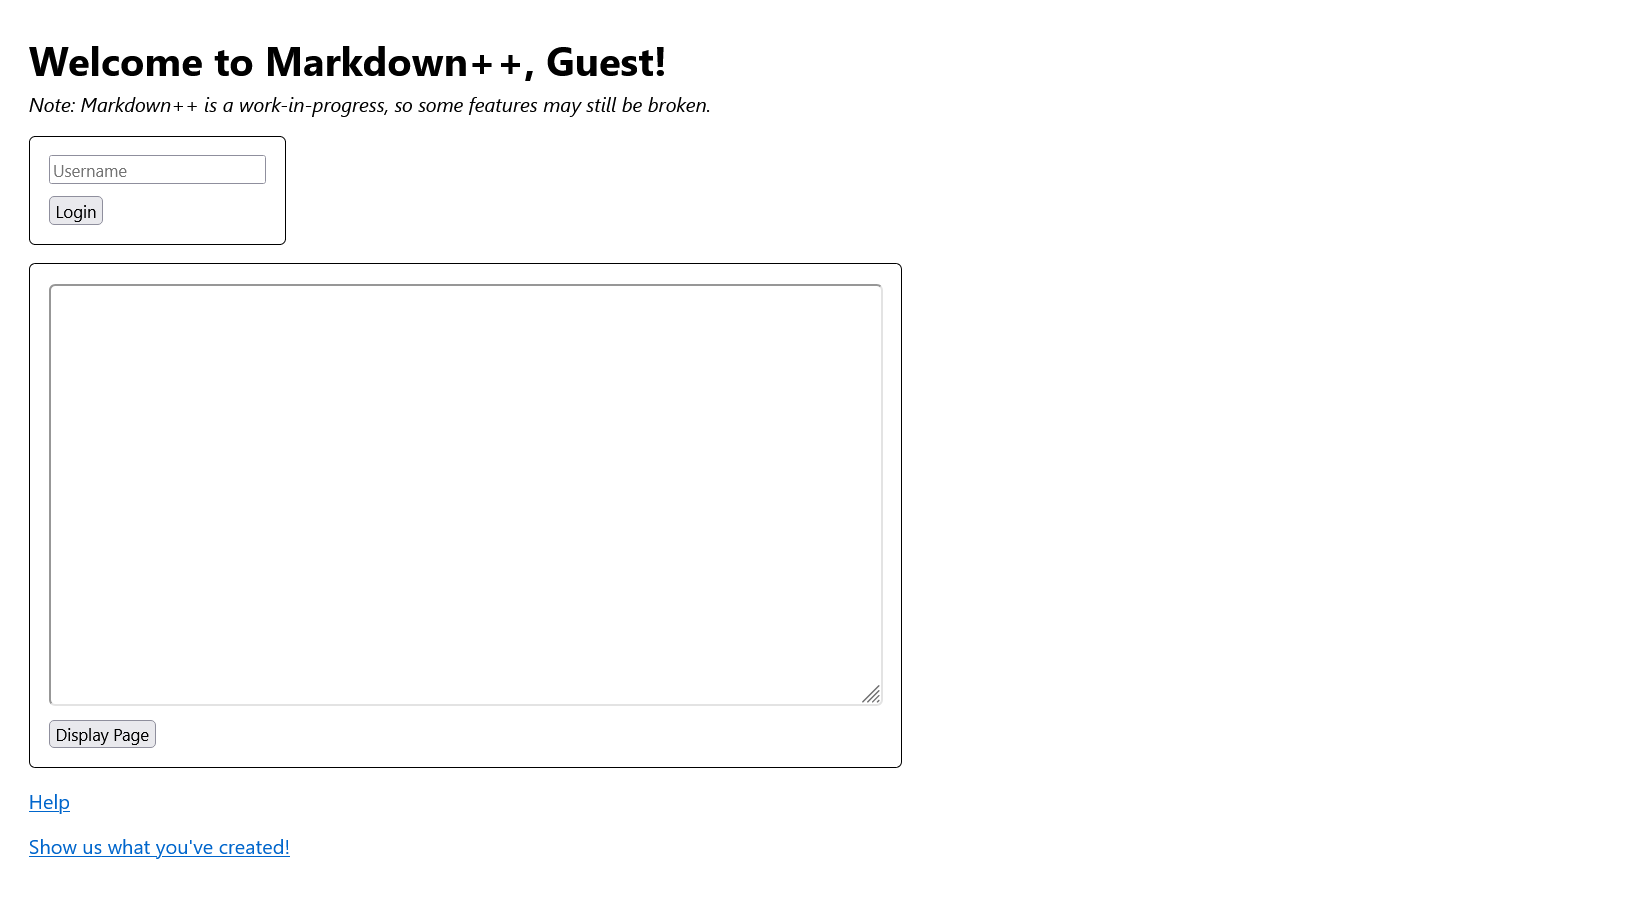 Welcome to Markdown++, Guest!
Note: Markdown++ is a work-in-progress, so some features may still be broken.
Username
Login
Display Page
Help
Show us what you've created!